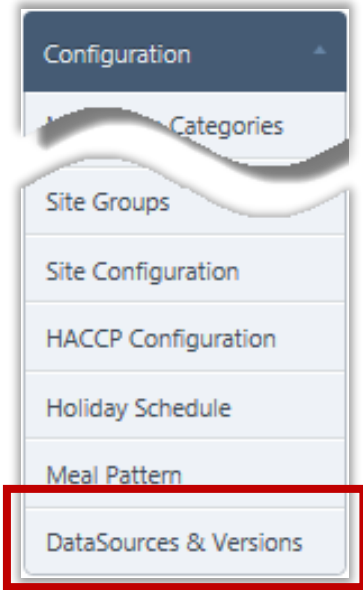 Configuration
Categories
Site Groups
Site Configuration
HACCP Configuration
Holiday Schedule
Meal Pattern
DataSources & Versions